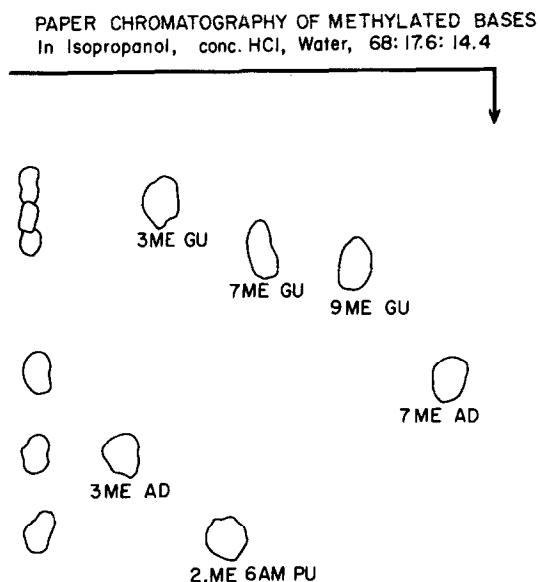 PAPER CHROMATOGRAPHY OF METHYLATED BASES
In Isopropanol, conc. HCl, Water, 68:17.6:14.4
3ME GU
7ME GU
9ME GU
7ME AD
3ME AD
2.ME 6AM PU